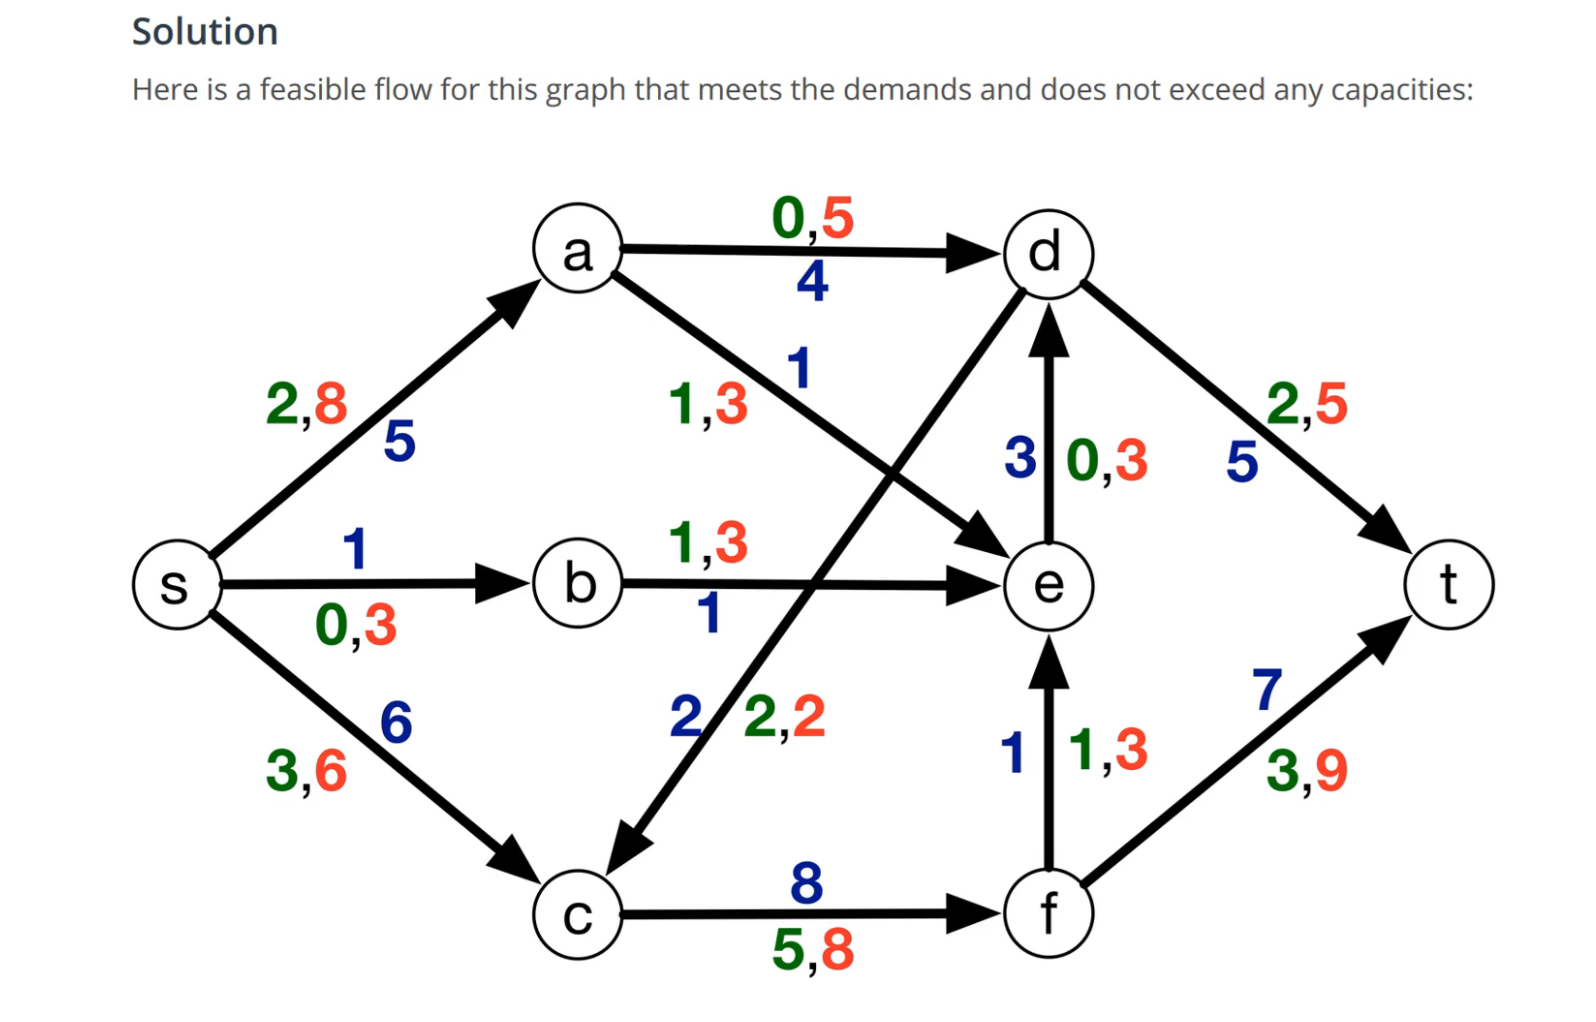 Solution
Here is a feasible flow for this graph that meets the demands and does not exceed any capacities:
0,5
a
d
4
1
2,8
1,3
2,5
5
3
0,3
5
1
1,3
s
b
e
t
0,3
1
6
2
2,2
7
1
1,3
3,6
3,9
8
c
f
5,8